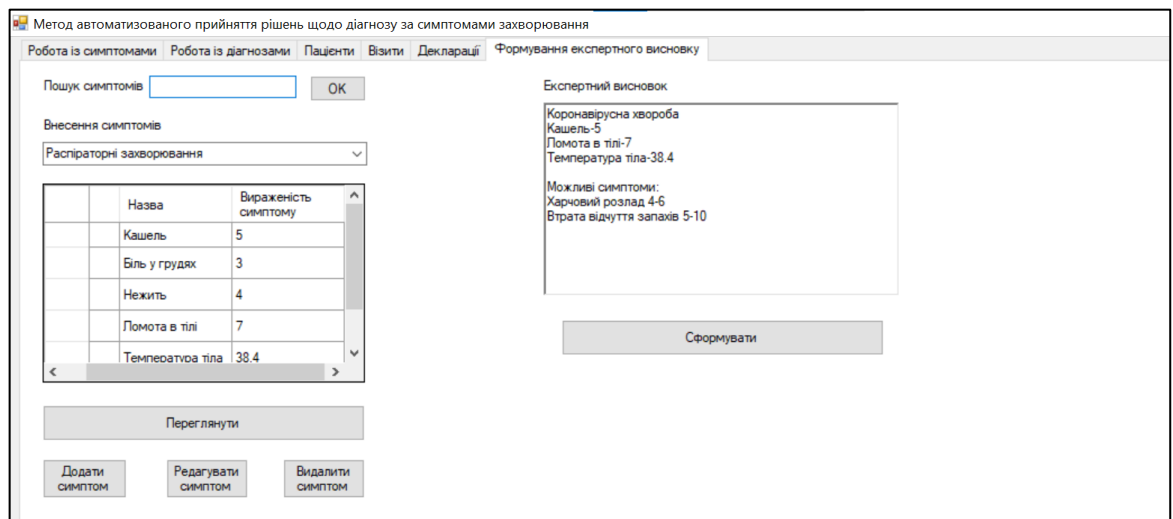 Метод автоматизованого прийняття рішень щодо діагнозу за симптомами захворювання
Робота із симптомами Робота із діагнозами Пацієнти Візити Декларації Формування експертного висновку
Пошук симптомів OK
Внесення симптомів
Распіраторні захворювання
Назва Вираженість симптому
Кашель 5
Біль у грудях 3
Нежить 4
Ломота в тілі 7
Температура тіла 38.4
Переглянути
Додати симптом Редагувати симптом Видалити симптом
Експертний висновок
Коронавірусна хвороба
Кашель-5
Ломота в тілі-7
Температура тіла-38.4
Можливі симптоми:
Харчовий розлад 4-6
Втрата відчуття запахів 5-10
Сформувати